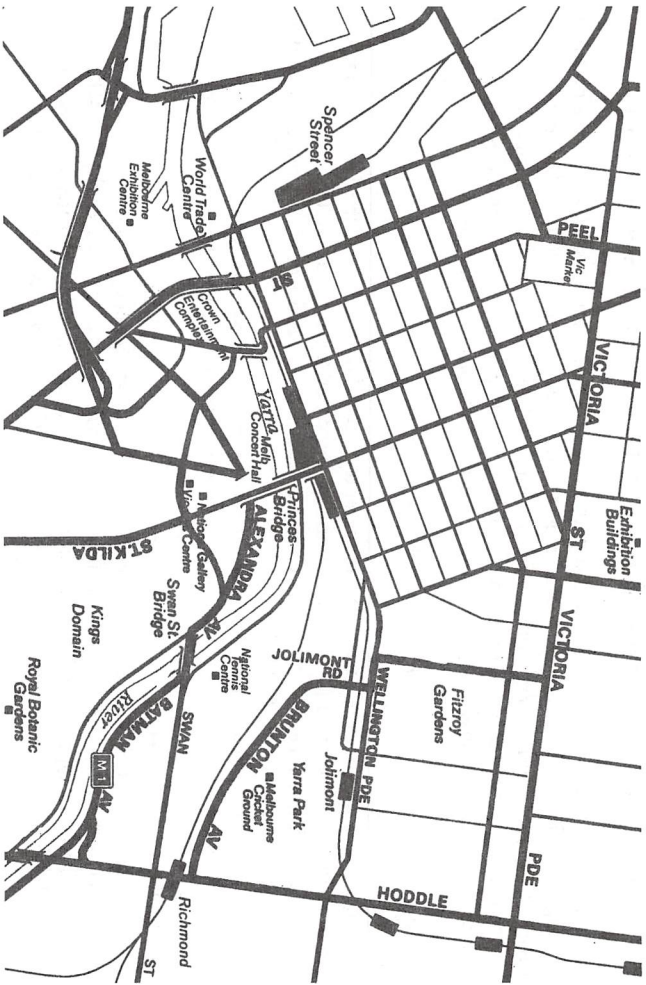 Spencer
Street
World Trade
Centre
Melbourne
Exhibition
Centre
PEEL
Vic
Market
ST
Crown
Entertainment
Complex
VICTORIA
ST
Exhibition
Buildings
Yarra
Melb
Concert Hall
Princes
Bridge
National Gallery
Vic Centre
ALEXANDRA
AV
ST.KILDA
Swan St.
Bridge
Kings
Domain
Royal Botanic
Gardens
River
BATMAN
AV
M 1
National
Tennis
Centre
SWAN
ST
JOLIMONT
RD
BRUNTON
AV
WELLINGTON PDE
Fitzroy
Gardens
VICTORIA
PDE
Jolimont
Yarra Park
Melbourne
Cricket
Ground
HODDLE
Richmond